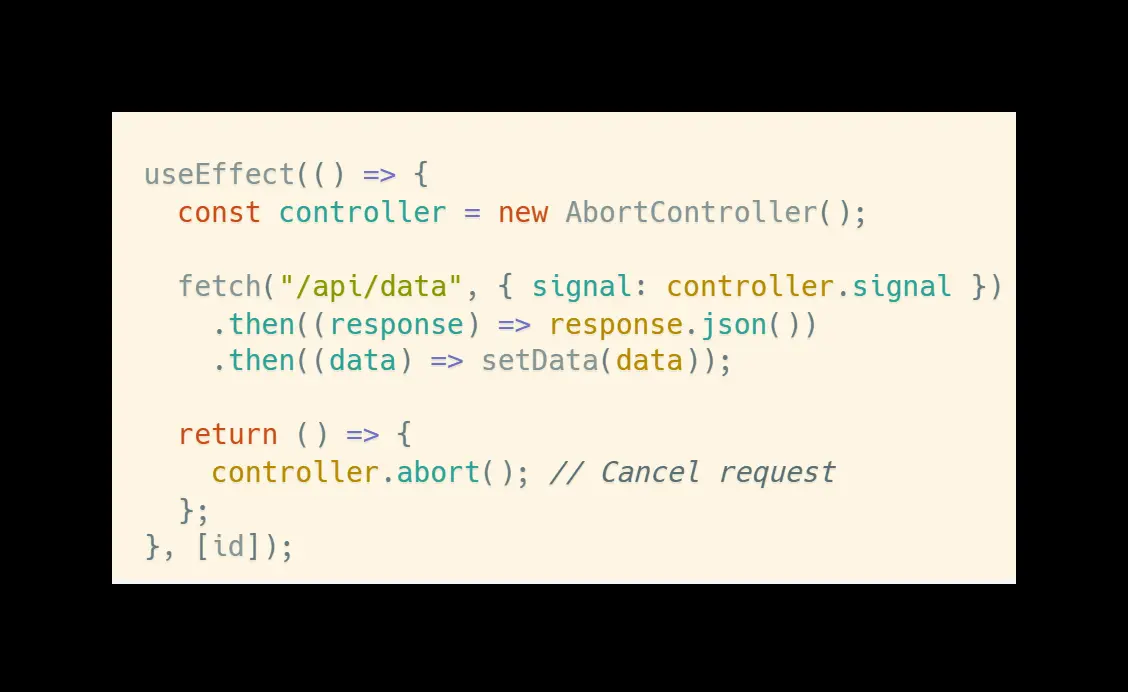 useEffect(() => {
  const controller = new AbortController();
  fetch("/api/data", { signal: controller.signal })
    .then((response) => response.json())
    .then((data) => setData(data));
  return () => {
    controller.abort(); // Cancel request
  };
}, [id]);